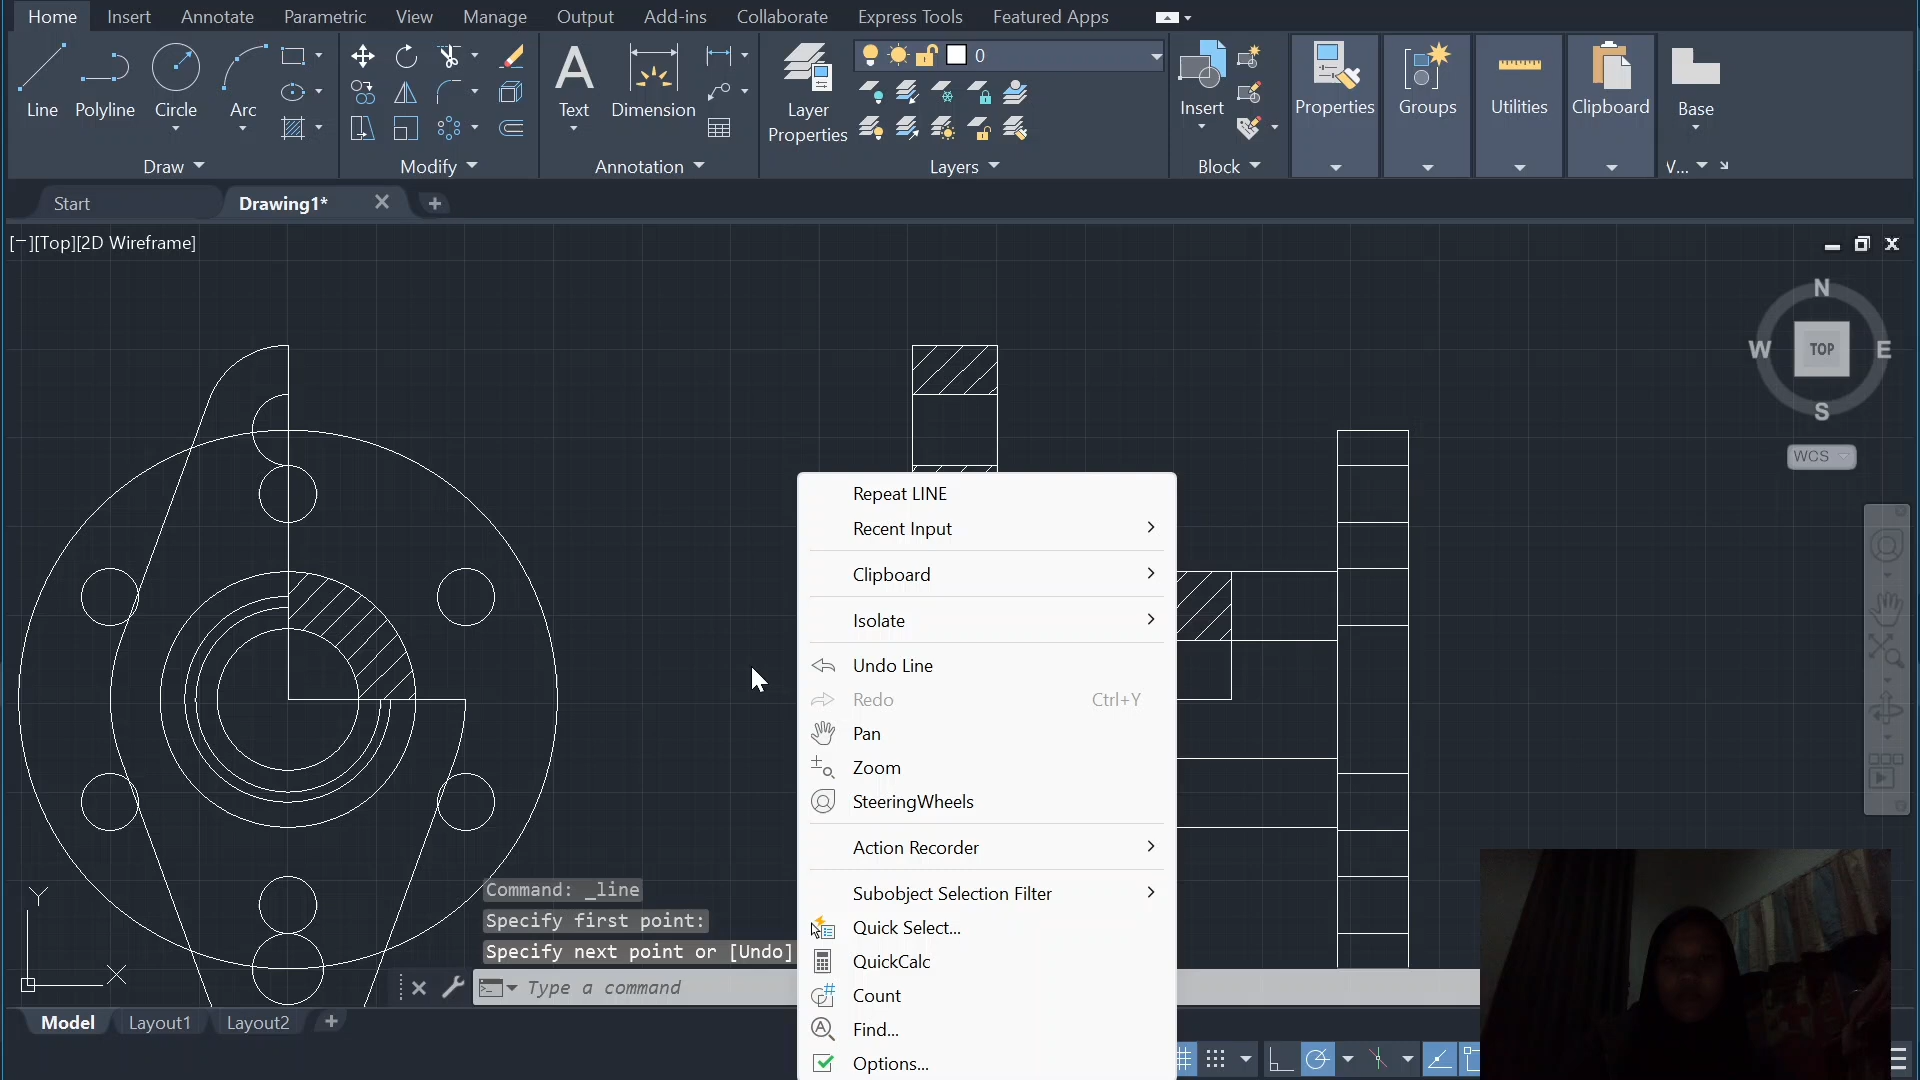 Home Insert Annotate Parametric View Manage Output Add-ins Collaborate Express Tools Featured Apps
Line Polyline Circle Arc
Draw
Modify
Text Dimension
Annotation
Layer Properties
0
Layers
Insert
Block
Properties
Groups
Utilities
Clipboard
Base
V...
Start
Drawing1*
[−][Top][2D Wireframe]
N
W TOP E
S
WCS
Repeat LINE
Recent Input
Clipboard
Isolate
Undo Line
Redo Ctrl+Y
Pan
Zoom
SteeringWheels
Action Recorder
Subobject Selection Filter
Quick Select...
QuickCalc
Count
Find...
Options...
Y
X
Command: _line
Specify first point:
Specify next point or [Undo]
Type a command
Model Layout1 Layout2